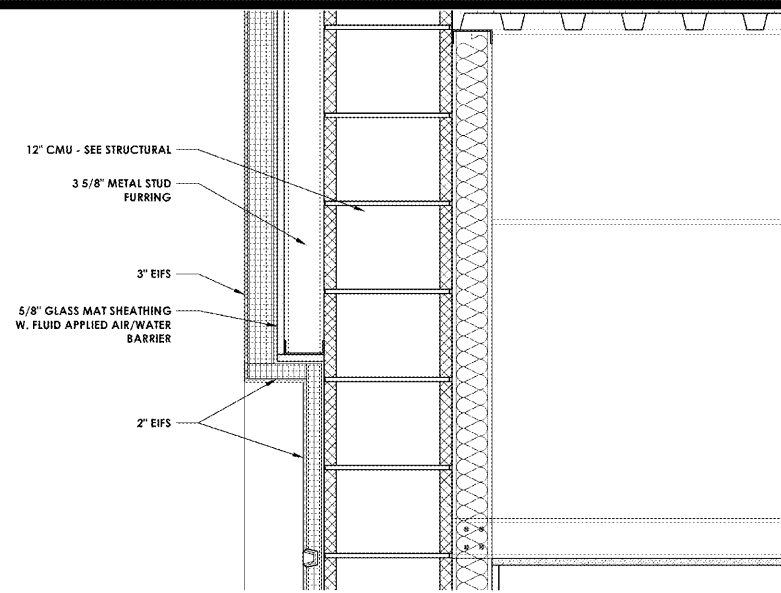 12" CMU - SEE STRUCTURAL
3 5/8" METAL STUD
FURRING
3" EIFS
5/8" GLASS MAT SHEATHING
W. FLUID APPLIED AIR/WATER
BARRIER
2" EIFS